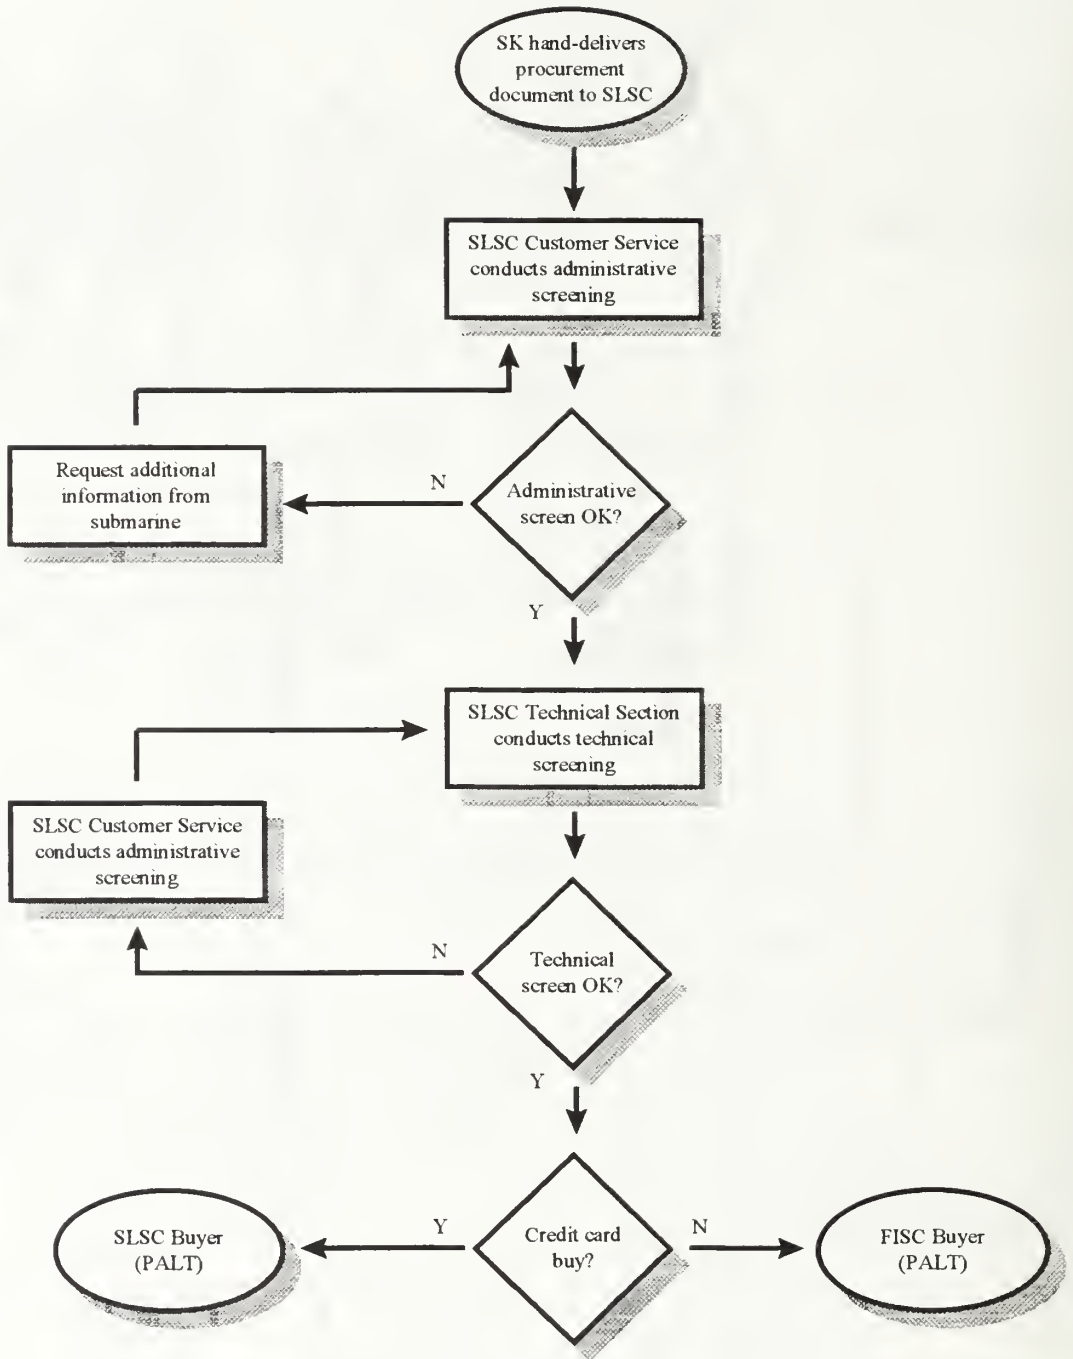 SK hand-delivers
procurement
document to SLSC
SLSC Customer Service
conducts administrative
screening
Request additional
information from
submarine
N
Administrative
screen OK?
Y
SLSC Technical Section
conducts technical
screening
SLSC Customer Service
conducts administrative
screening
N
Technical
screen OK?
Y
SLSC Buyer
(PALT)
Y
Credit card
buy?
N
FISC Buyer
(PALT)